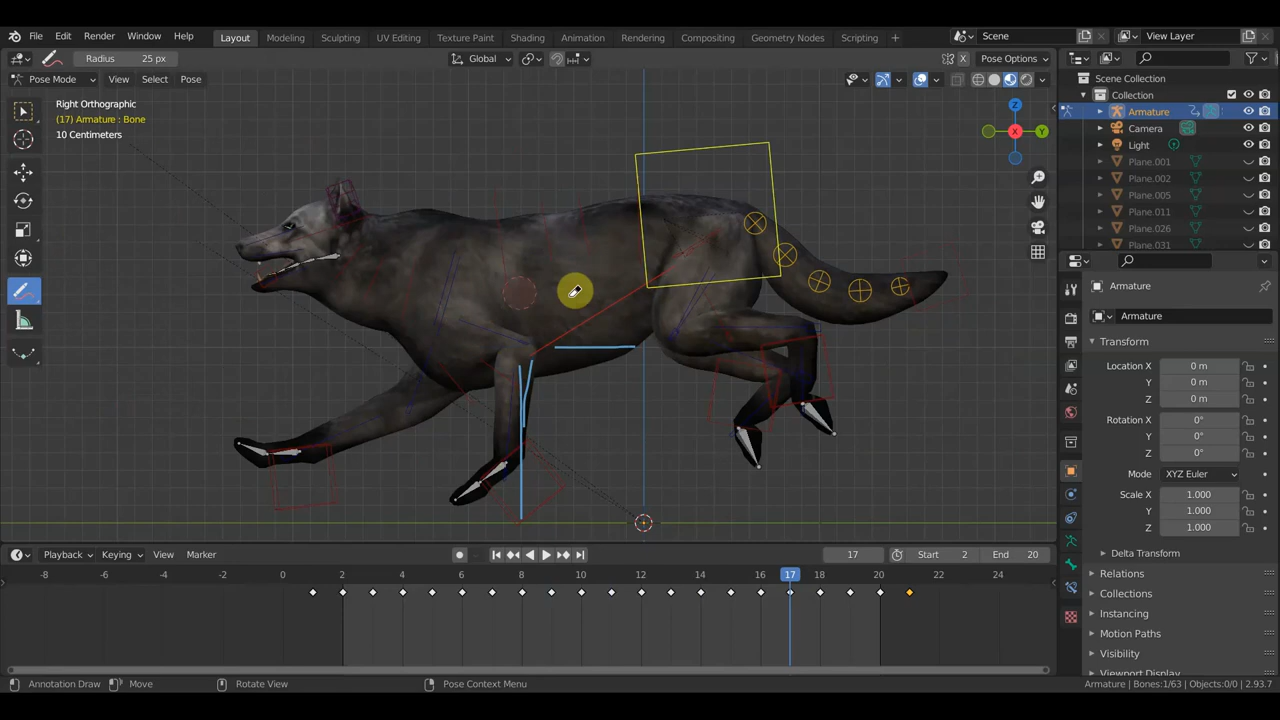 File Edit Render Window Help Layout Modeling Sculpting UV Editing Texture Paint Shading Animation Rendering Compositing Geometry Nodes Scripting + Scene View Layer
Radius 25 px Global X Pose Options
Pose Mode View Select Pose
Right Orthographic
(17) Armature : Bone
10 Centimeters
Z
Y
X
Scene Collection
Collection
Armature
Camera
Light
Plane.001
Plane.002
Plane.005
Plane.011
Plane.026
Plane.031
Armature
Armature
Transform
Location X 0 m
Y 0 m
Z 0 m
Rotation X 0°
Y 0°
Z 0°
Mode XYZ Euler
Scale X 1.000
Y 1.000
Z 1.000
Delta Transform
Relations
Collections
Instancing
Motion Paths
Visibility
Viewport Display
Playback Keying View Marker 17 Start 2 End 20
-8 -6 -4 -2 0 2 4 6 8 10 12 14 16 17 18 20 22 24
Annotation Draw Move Rotate View Pose Context Menu Armature | Bones:1/63 | Objects:0/0 | 2.93.7